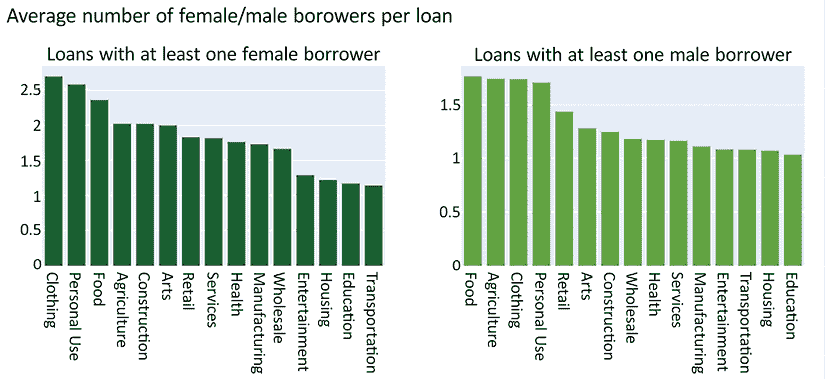 Average number of female/male borowers per loan
Loans with at least one female borrower
2.5
2
1.5
1
0.5
0
Clothing
Personal Use
Food
Agriculture
Construction
Arts
Retail
Services
Health
Manufacturing
Wholesale
Entertainment
Housing
Education
Transportation
Loans with at least one male borrower
1.5
1
0.5
0
Food
Agriculture
Clothing
Personal Use
Retail
Arts
Construction
Wholesale
Health
Services
Manufacturing
Entertainment
Transportation
Housing
Education